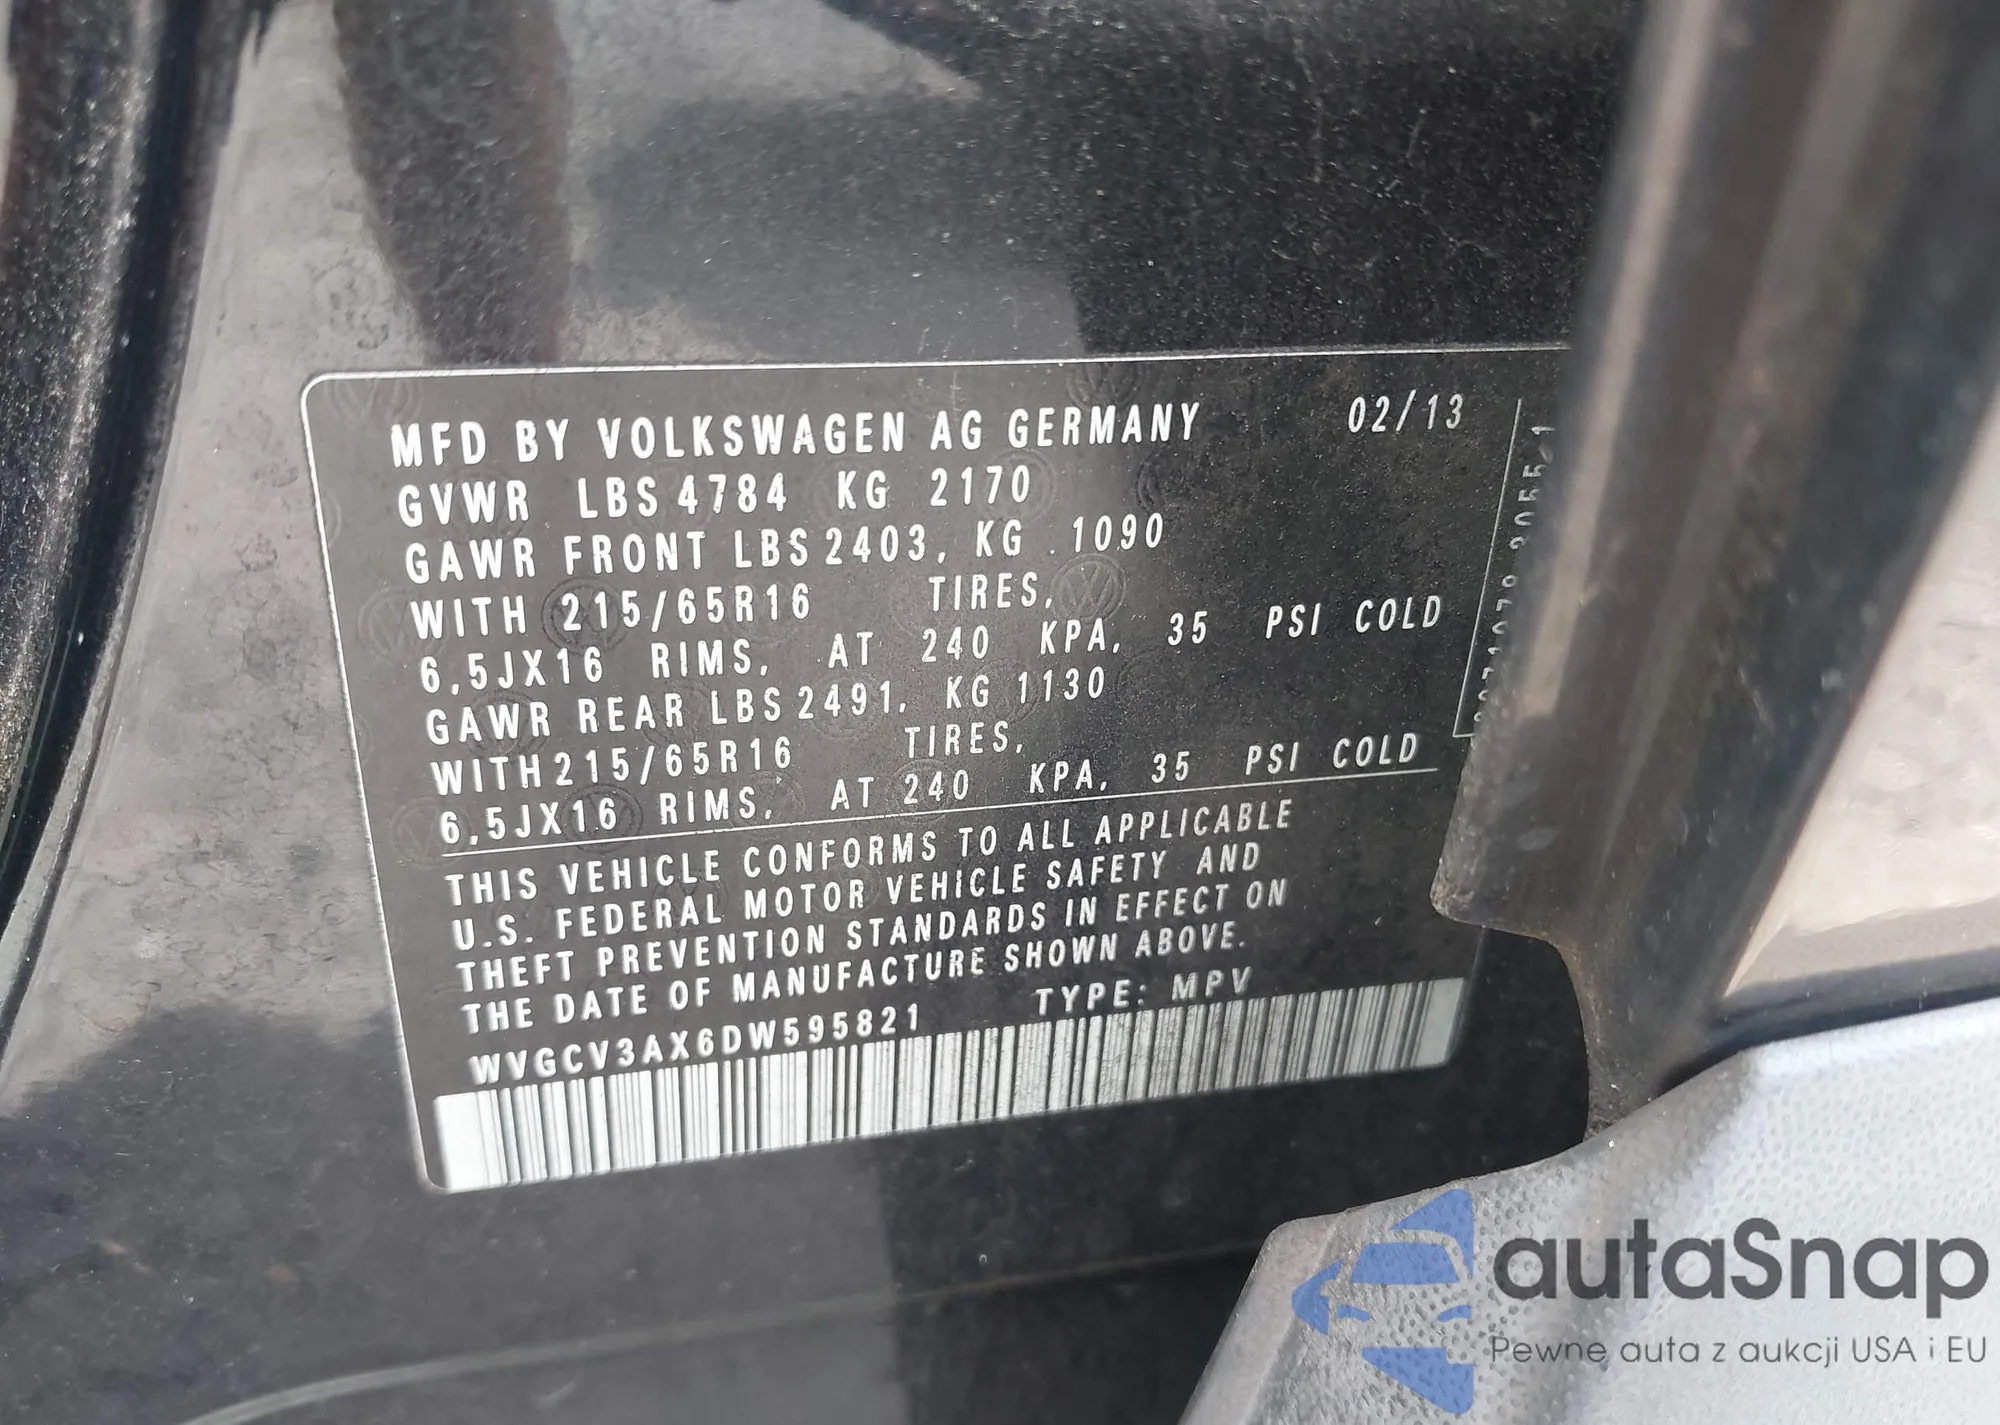 MFD BY VOLKSWAGEN AG GERMANY 02/13
GVWR LBS 4784 KG 2170
GAWR FRONT LBS 2403, KG 1090
WITH 215/65R16 TIRES,
6,5JX16 RIMS, AT 240 KPA, 35 PSI COLD
GAWR REAR LBS 2491, KG 1130
WITH 215/65R16 TIRES,
6,5JX16 RIMS, AT 240 KPA, 35 PSI COLD
THIS VEHICLE CONFORMS TO ALL APPLICABLE
U.S. FEDERAL MOTOR VEHICLE SAFETY AND
THEFT PREVENTION STANDARDS IN EFFECT ON
THE DATE OF MANUFACTURE SHOWN ABOVE.
WVGCV3AX6DW595821 TYPE: MPV
autaSnap
Pewne auta z aukcji USA i EU